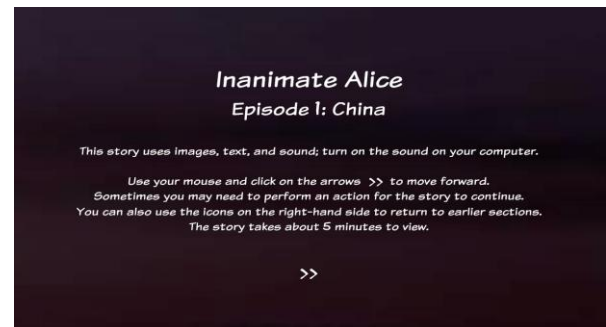 Inanimate Alice
Episode 1: China
This story uses images, text, and sound; turn on the sound on your computer.
Use your mouse and click on the arrows >> to move forward.
Sometimes you may need to perform an action for the story to continue.
You can also use the icons on the right-hand side to return to earlier sections.
The story takes about 5 minutes to view.
>>